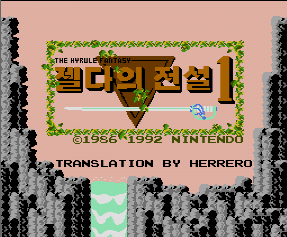 THE HYRULE FANTASY
젤다의 전설 1
©1986 1992 NINTENDO
TRANSLATION BY HERRERO